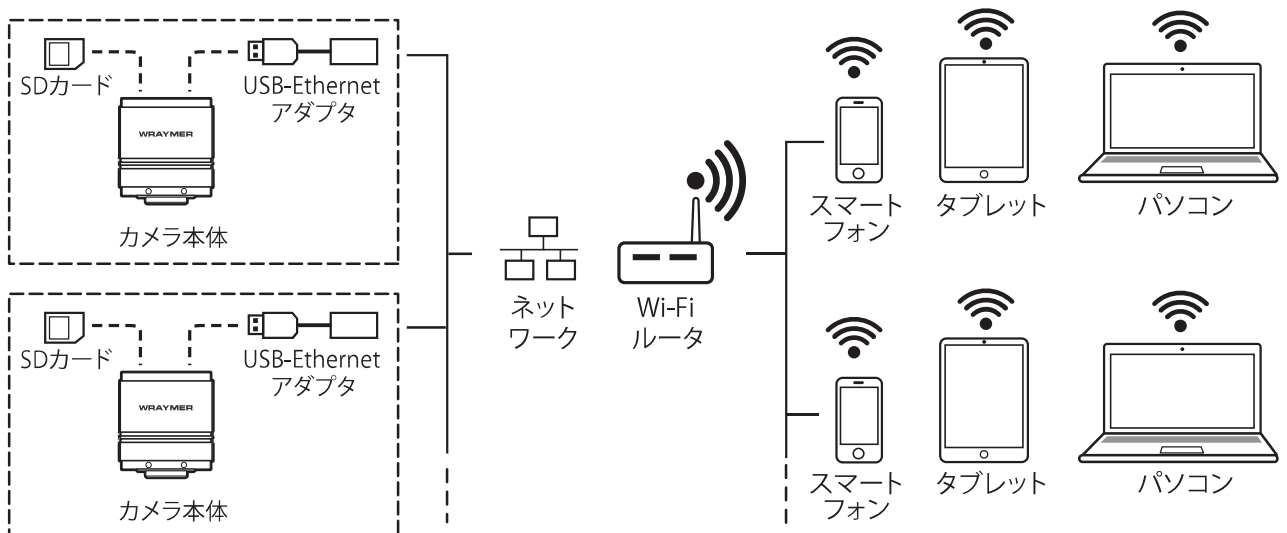 SDカード
USB-Ethernet
アダプタ
WRAYMER
カメラ本体
SDカード
USB-Ethernet
アダプタ
WRAYMER
カメラ本体
ネット
ワーク
Wi-Fi
ルータ
スマート
フォン
タブレット
パソコン
スマート
フォン
タブレット
パソコン